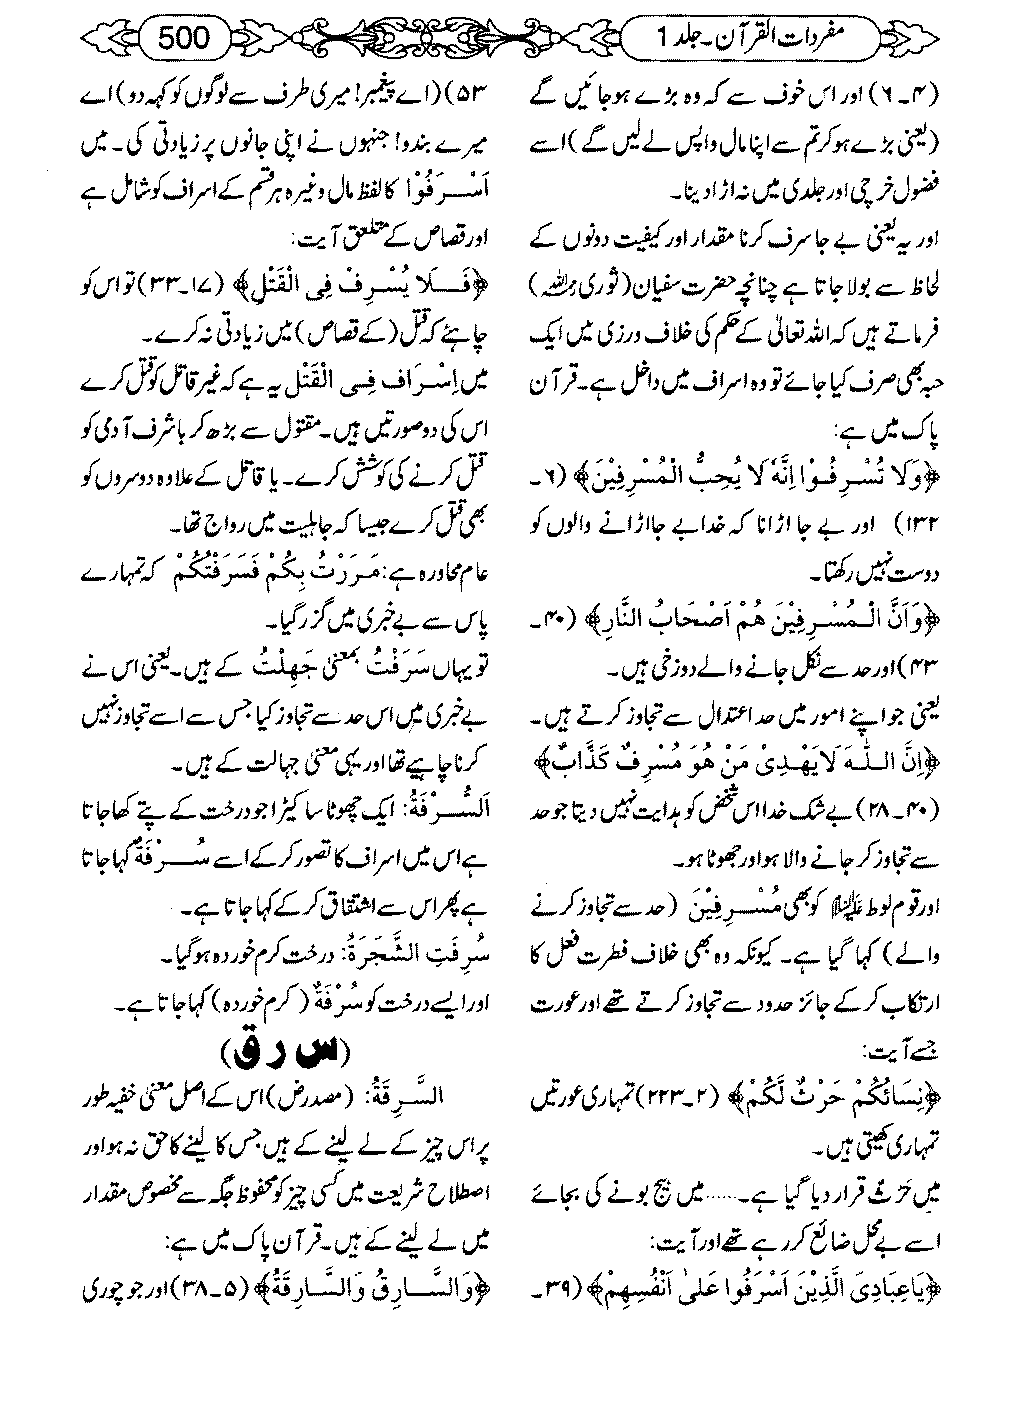 مفردات القرآن۔ جلد 1
500
(۴۔۶) اور اس خوف سے کہ وہ بڑے ہوجائیں گے
(یعنی بڑے ہوکر تم سے اپنا مال واپس لے لیں گے) اسے
فضول خرچی اور جلدی میں نہ اڑا دینا۔
اور یہ یعنی بے جا سرف کرنا مقدار اور کیفیت دونوں کے
لحاظ سے بولا جاتا ہے چنانچہ حضرت سفیان (ثوری رحمہ اللہ)
فرماتے ہیں کہ اللہ تعالیٰ کے حکم کی خلاف ورزی میں ایک
حبہ بھی صرف کیا جائے تو وہ اسراف میں داخل ہے۔ قرآن
پاک میں ہے:
﴿وَلَا تُسْرِفُوْا اِنَّهٗ لَا يُحِبُّ الْمُسْرِفِيْنَ﴾ (۶۔
۱۴۲) اور بے جا اڑانا کہ خدا بے جا اڑانے والوں کو
دوست نہیں رکھتا۔
﴿وَاَنَّ الْمُسْرِفِيْنَ هُمْ اَصْحَابُ النَّارِ﴾ (۴۰۔
۴۳) اور حد سے نکل جانے والے دوزخی ہیں۔
یعنی جو اپنے امور میں حد اعتدال سے تجاوز کرتے ہیں۔
﴿اِنَّ اللّٰهَ لَا يَهْدِىْ مَنْ هُوَ مُسْرِفٌ كَذَّابٌ﴾
(۴۰۔۲۸) بے شک خدا اس شخص کو ہدایت نہیں دیتا جو حد
سے تجاوز کر جانے والا ہو اور جھوٹا ہو۔
اور قوم لوط علیہ السلام کو بھی مُسْرِفِيْنَ (حد سے تجاوز کرنے
والے) کہا گیا ہے۔ کیونکہ وہ بھی خلاف فطرت فعل کا
ارتکاب کر کے جائز حدود سے تجاوز کرتے تھے اور عورت
جسے آیت:
﴿نِسَائُكُمْ حَرْثٌ لَّكُمْ﴾ (۲۔۲۲۳) تمہاری عورتیں
تمہاری کھیتی ہیں۔
میں حَرْث قرار دیا گیا ہے۔......میں بیج بونے کی بجائے
اسے بے محل ضائع کر رہے تھے اور آیت:
﴿يَا عِبَادِىَ الَّذِيْنَ اَسْرَفُوا عَلىٰ اَنْفُسِهِمْ﴾ (۳۹۔
۵۳) (اے پیغمبر! میری طرف سے لوگوں کو کہہ دو) اے
میرے بندو! جنہوں نے اپنی جانوں پر زیادتی کی۔ میں
اَسْرَفُوْا کا لفظ مال وغیرہ ہر قسم کے اسراف کو شامل ہے
اور قصاص کے متعلق آیت:
﴿فَلَا يُسْرِفْ فِى الْقَتْلِ﴾ (۱۷۔۳۳) تو اس کو
چاہئے کہ قتل (کے قصاص) میں زیادتی نہ کرے۔
میں اِسْرَاف فِى الْقَتْل یہ ہے کہ غیر قاتل کو قتل کرے
اس کی دو صورتیں ہیں۔ مقتول سے بڑھ کر باشرف آدمی کو
قتل کرنے کی کوشش کرے۔ یا قاتل کے علاوہ دوسروں کو
بھی قتل کرے جیسا کہ جاہلیت میں رواج تھا۔
عام محاورہ ہے: مَرَرْتُ بِكُمْ فَسَرَفْتُكُمْ کہ تمہارے
پاس سے بے خبری میں گزر گیا۔
تو یہاں سَرَفْتُ بمعنی جَهِلْتُ کے ہیں۔ یعنی اس نے
بے خبری میں اس حد سے تجاوز کیا جس سے اسے تجاوز نہیں
کرنا چاہیے تھا اور یہی معنی جہالت کے ہیں۔
اَلسُّرْفَةُ: ایک چھوٹا سا کیڑا جو درخت کے پتے کھا جاتا
ہے اس میں اسراف کا تصور کر کے اسے سُرْفَةٌ کہا جاتا
ہے پھر اس سے اشتقاق کر کے کہا جاتا ہے۔
سُرِفَتِ الشَّجَرَةُ: درخت کرم خوردہ ہوگیا۔
اور ایسے درخت کو سُرْفَةٌ (کرم خوردہ) کہا جاتا ہے۔
(س ر ق)
السَّرِقَةُ: (مصدر ض) اس کے اصل معنی خفیہ طور
پر اس چیز کے لے لینے کے ہیں جس کا لینے کا حق نہ ہو اور
اصطلاح شریعت میں کسی چیز کو محفوظ جگہ سے مخصوص مقدار
میں لے لینے کے ہیں۔ قرآن پاک میں ہے:
﴿وَالسَّارِقُ وَالسَّارِقَةُ﴾ (۵۔۳۸) اور جو چوری